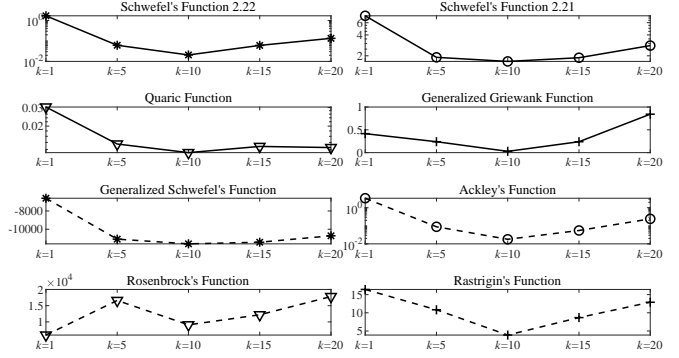 Schwefel's Function 2.22
10^0
10^-2
k=1 k=5 k=10 k=15 k=20
Schwefel's Function 2.21
6
4
2
k=1 k=5 k=10 k=15 k=20
Quaric Function
0.03
0.02
k=1 k=5 k=10 k=15 k=20
Generalized Griewank Function
1
0.5
0
k=1 k=5 k=10 k=15 k=20
Generalized Schwefel's Function
-8000
-10000
k=1 k=5 k=10 k=15 k=20
Ackley's Function
10^0
10^-2
k=1 k=5 k=10 k=15 k=20
Rosenbrock's Function
×10^4
2
1.5
1
k=1 k=5 k=10 k=15 k=20
Rastrigin's Function
15
10
5
k=1 k=5 k=10 k=15 k=20